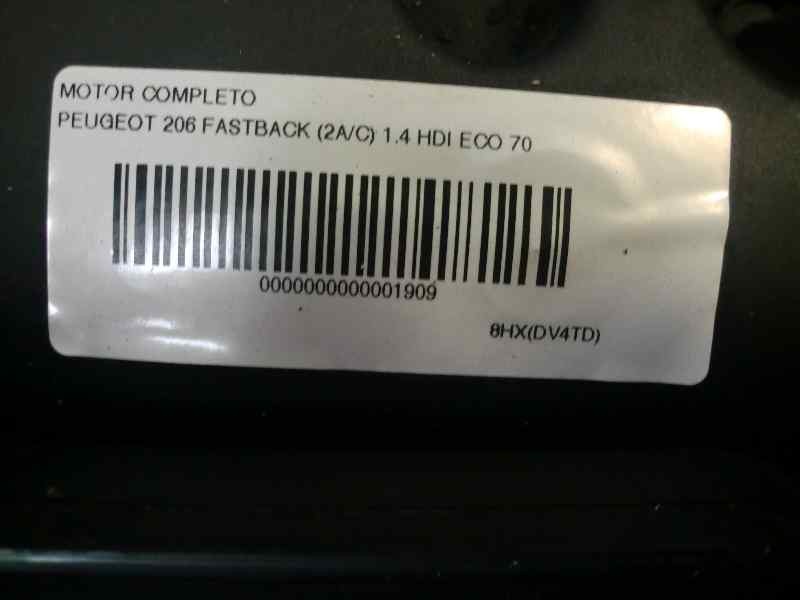 MOTOR COMPLETO
PEUGEOT 206 FASTBACK (2A/C) 1.4 HDI ECO 70
0000000000001909
8HX(DV4TD)